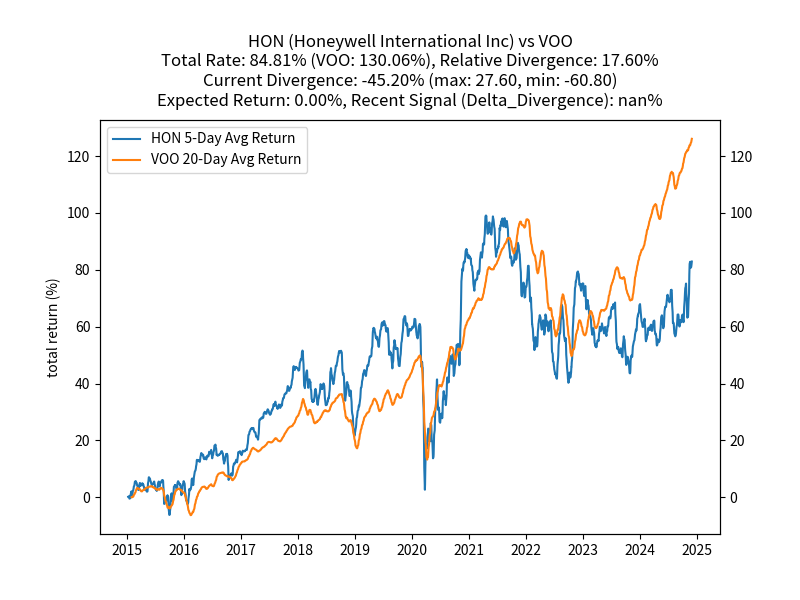 HON (Honeywell International Inc) vs VOO
Total Rate: 84.81% (VOO: 130.06%), Relative Divergence: 17.60%
Current Divergence: -45.20% (max: 27.60, min: -60.80)
Expected Return: 0.00%, Recent Signal (Delta_Divergence): nan%
HON 5-Day Avg Return
VOO 20-Day Avg Return
total return (%)
120 120
100 100
80 80
60 60
40 40
20 20
0 0
2015 2016 2017 2018 2019 2020 2021 2022 2023 2024 2025